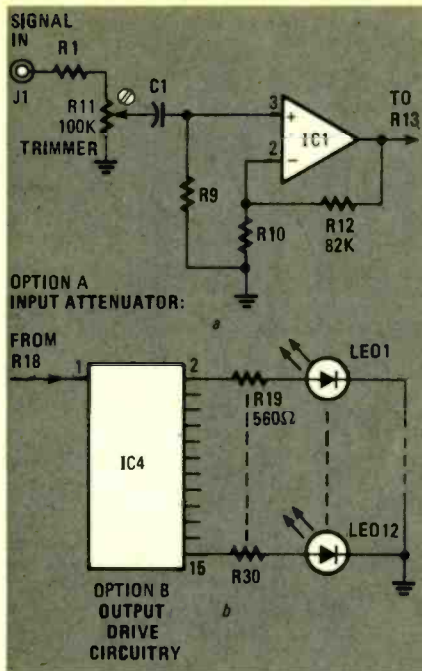 SIGNAL
IN
R1
J1
R11
100K
TRIMMER
C1
R9
3
+
2
−
IC1
R10
R12
82K
TO
R13
OPTION A
INPUT ATTENUATOR:
a
FROM
R18
1
IC4
2
15
R19
560Ω
LED1
R30
LED12
OPTION B
OUTPUT
DRIVE
CIRCUITRY
b